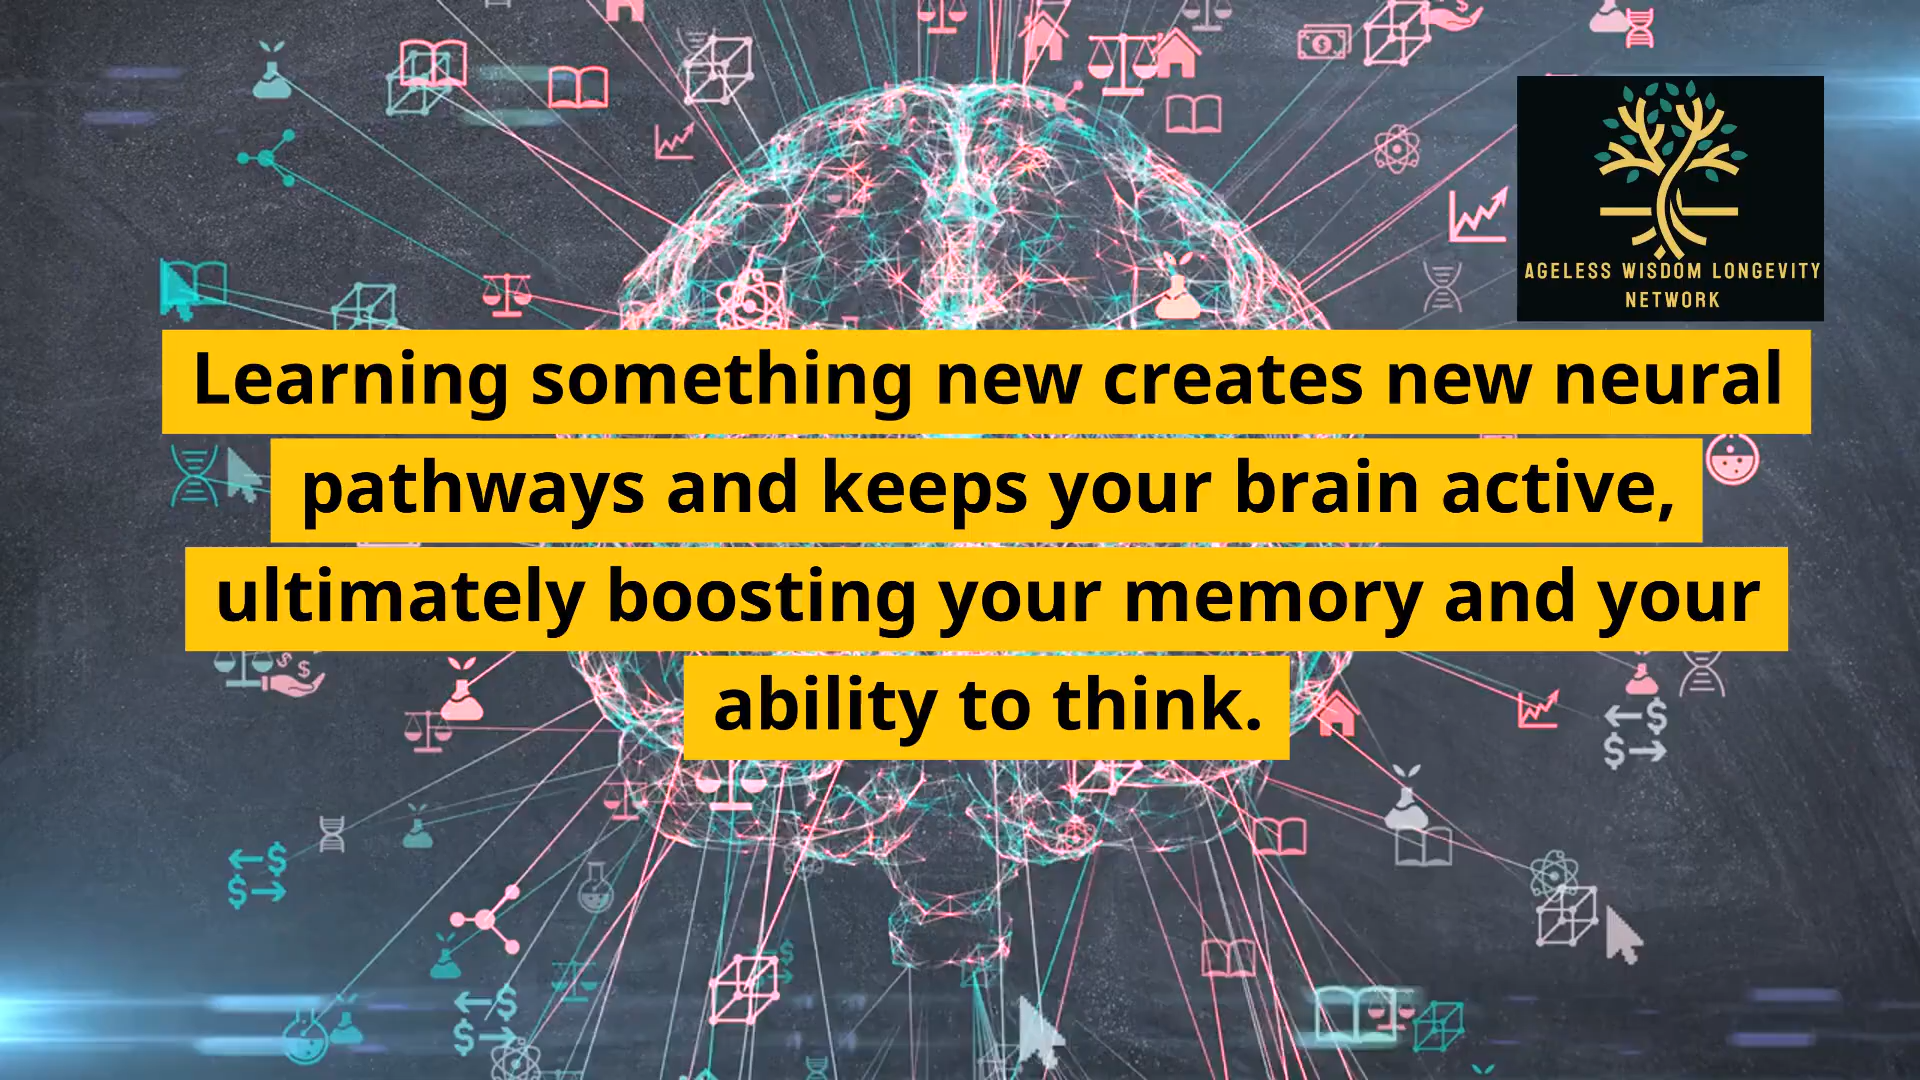 AGELESS WISDOM LONGEVITY
NETWORK
Learning something new creates new neural
pathways and keeps your brain active,
ultimately boosting your memory and your
ability to think.